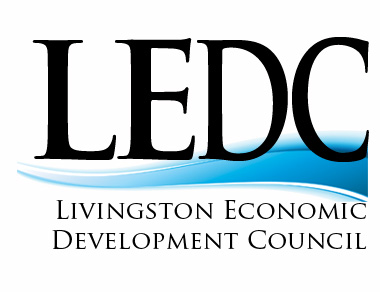 LEDC
Livingston Economic
Development Council